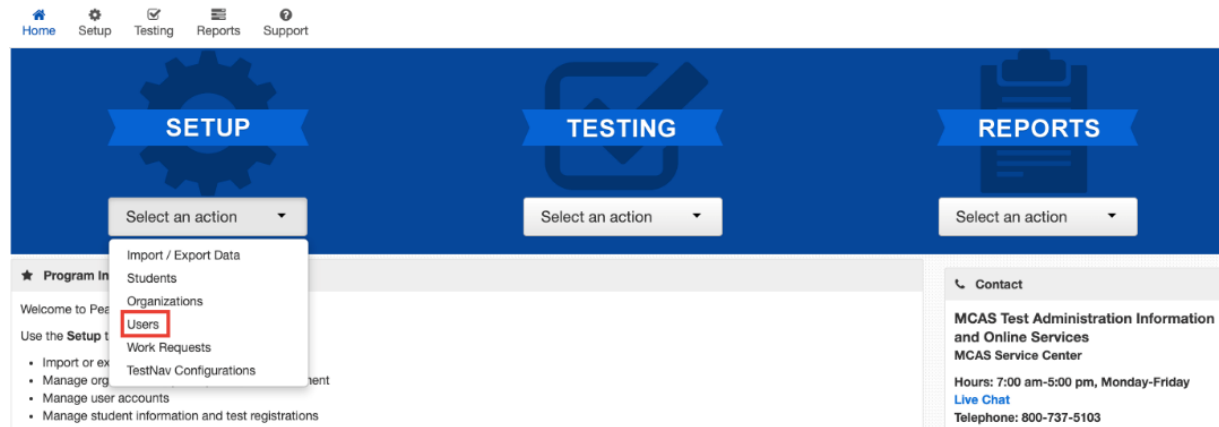 Home Setup Testing Reports Support
SETUP TESTING REPORTS
Select an action Select an action Select an action
Import / Export Data
Students
Organizations
Users
Work Requests
TestNav Configurations
Program In
Welcome to Pea
Use the Setup t
• Import or ex
• Manage org
• Manage user accounts
• Manage student information and test registrations
Contact
MCAS Test Administration Information
and Online Services
MCAS Service Center
Hours: 7:00 am-5:00 pm, Monday-Friday
Live Chat
Telephone: 800-737-5103